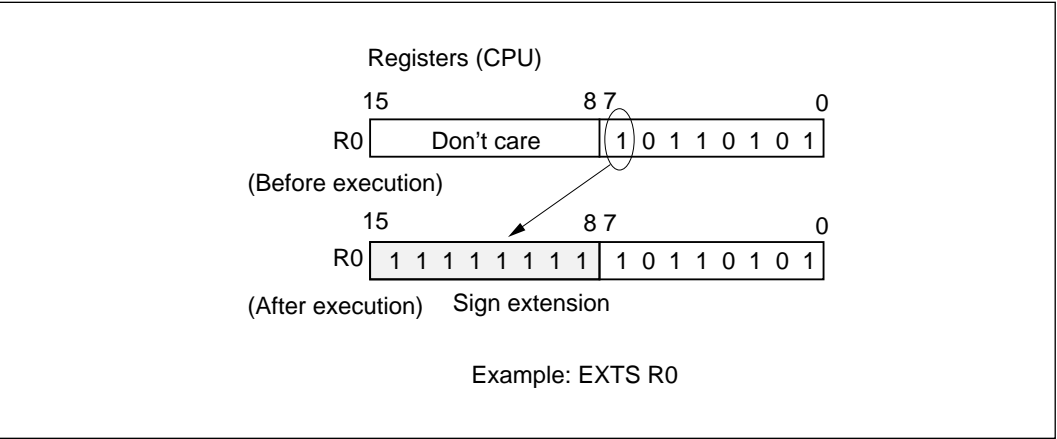 Registers (CPU)
15 8 7 0
R0 Don't care 1 0 1 1 0 1 0 1
(Before execution)
15 8 7 0
R0 1 1 1 1 1 1 1 1 1 0 1 1 0 1 0 1
(After execution) Sign extension
Example: EXTS R0